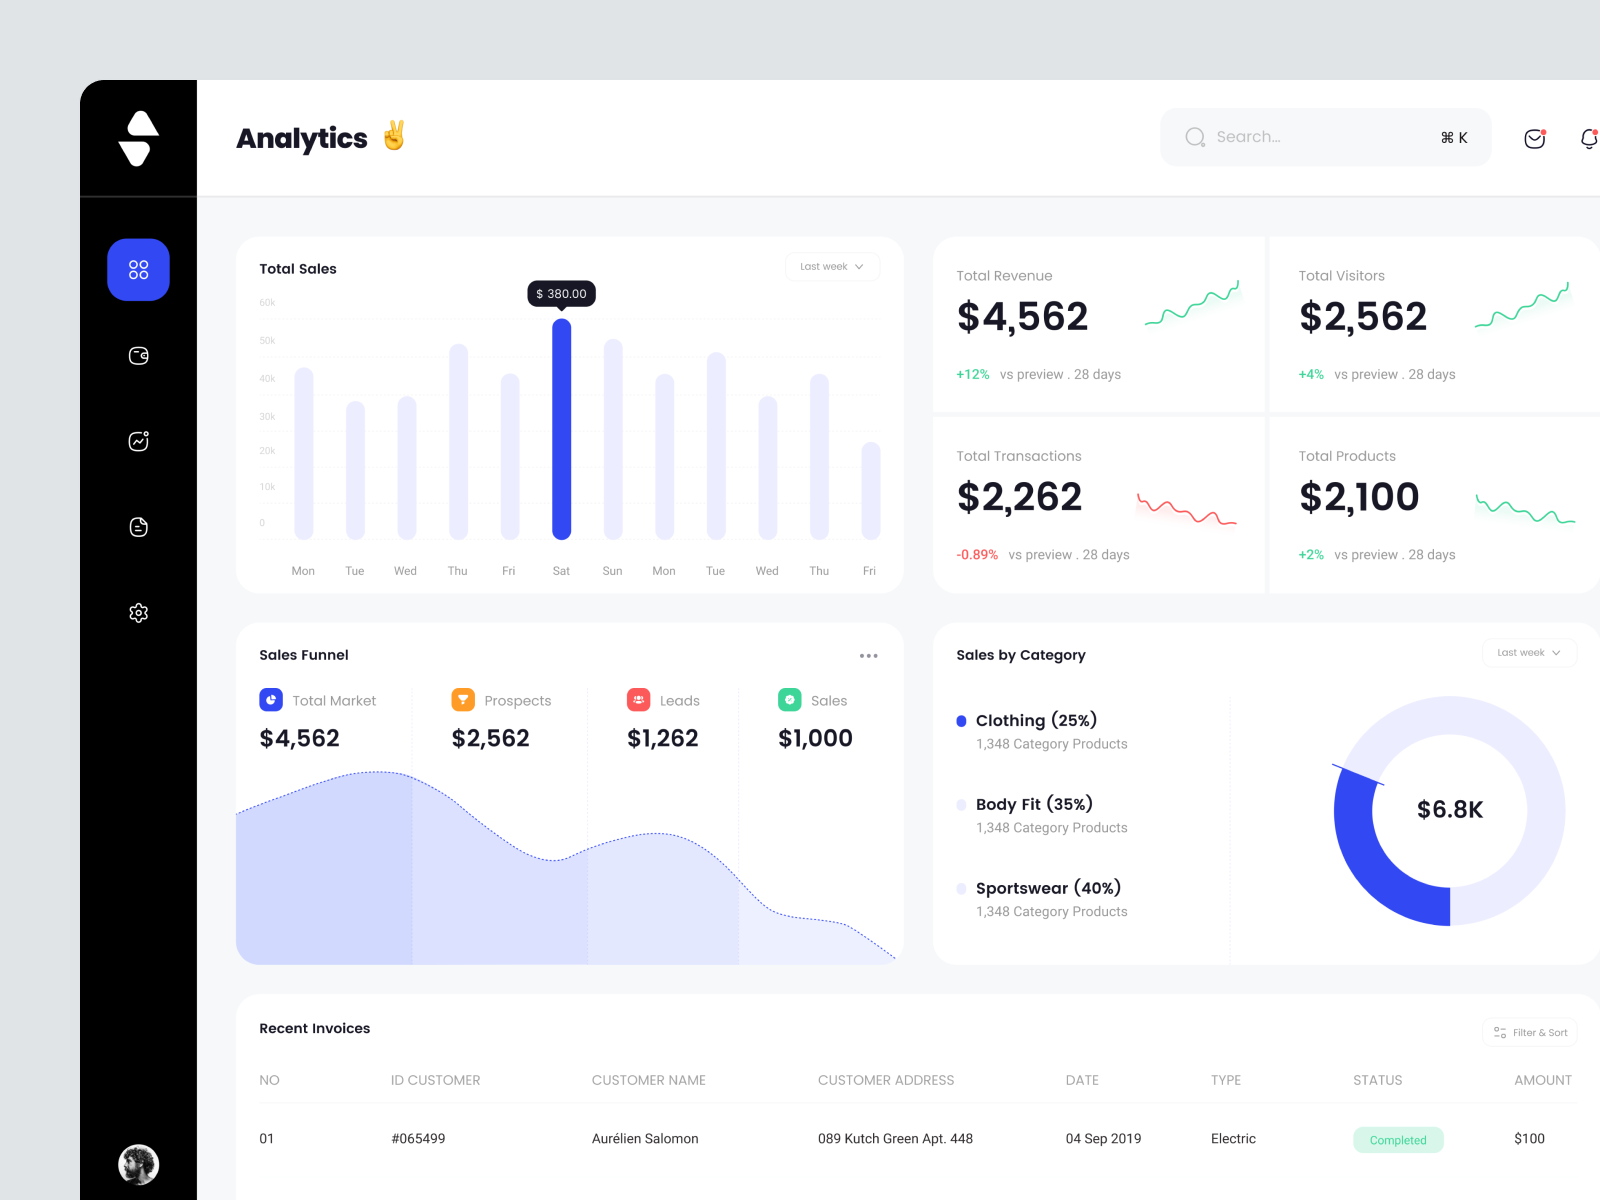 Analytics ✌️
Search...
⌘ K
Total Sales
Last week
$ 380.00
60k
50k
40k
30k
20k
10k
0
Mon Tue Wed Thu Fri Sat Sun Mon Tue Wed Thu Fri
Total Revenue
$4,562
+12% vs preview . 28 days
Total Visitors
$2,562
+4% vs preview . 28 days
Total Transactions
$2,262
-0.89% vs preview . 28 days
Total Products
$2,100
+2% vs preview . 28 days
Sales Funnel
Total Market
$4,562
Prospects
$2,562
Leads
$1,262
Sales
$1,000
Sales by Category
Last week
Clothing (25%)
1,348 Category Products
Body Fit (35%)
1,348 Category Products
Sportswear (40%)
1,348 Category Products
$6.8K
Recent Invoices
Filter & Sort
NO ID CUSTOMER CUSTOMER NAME CUSTOMER ADDRESS DATE TYPE STATUS AMOUNT
01 #065499 Aurélien Salomon 089 Kutch Green Apt. 448 04 Sep 2019 Electric Completed $100